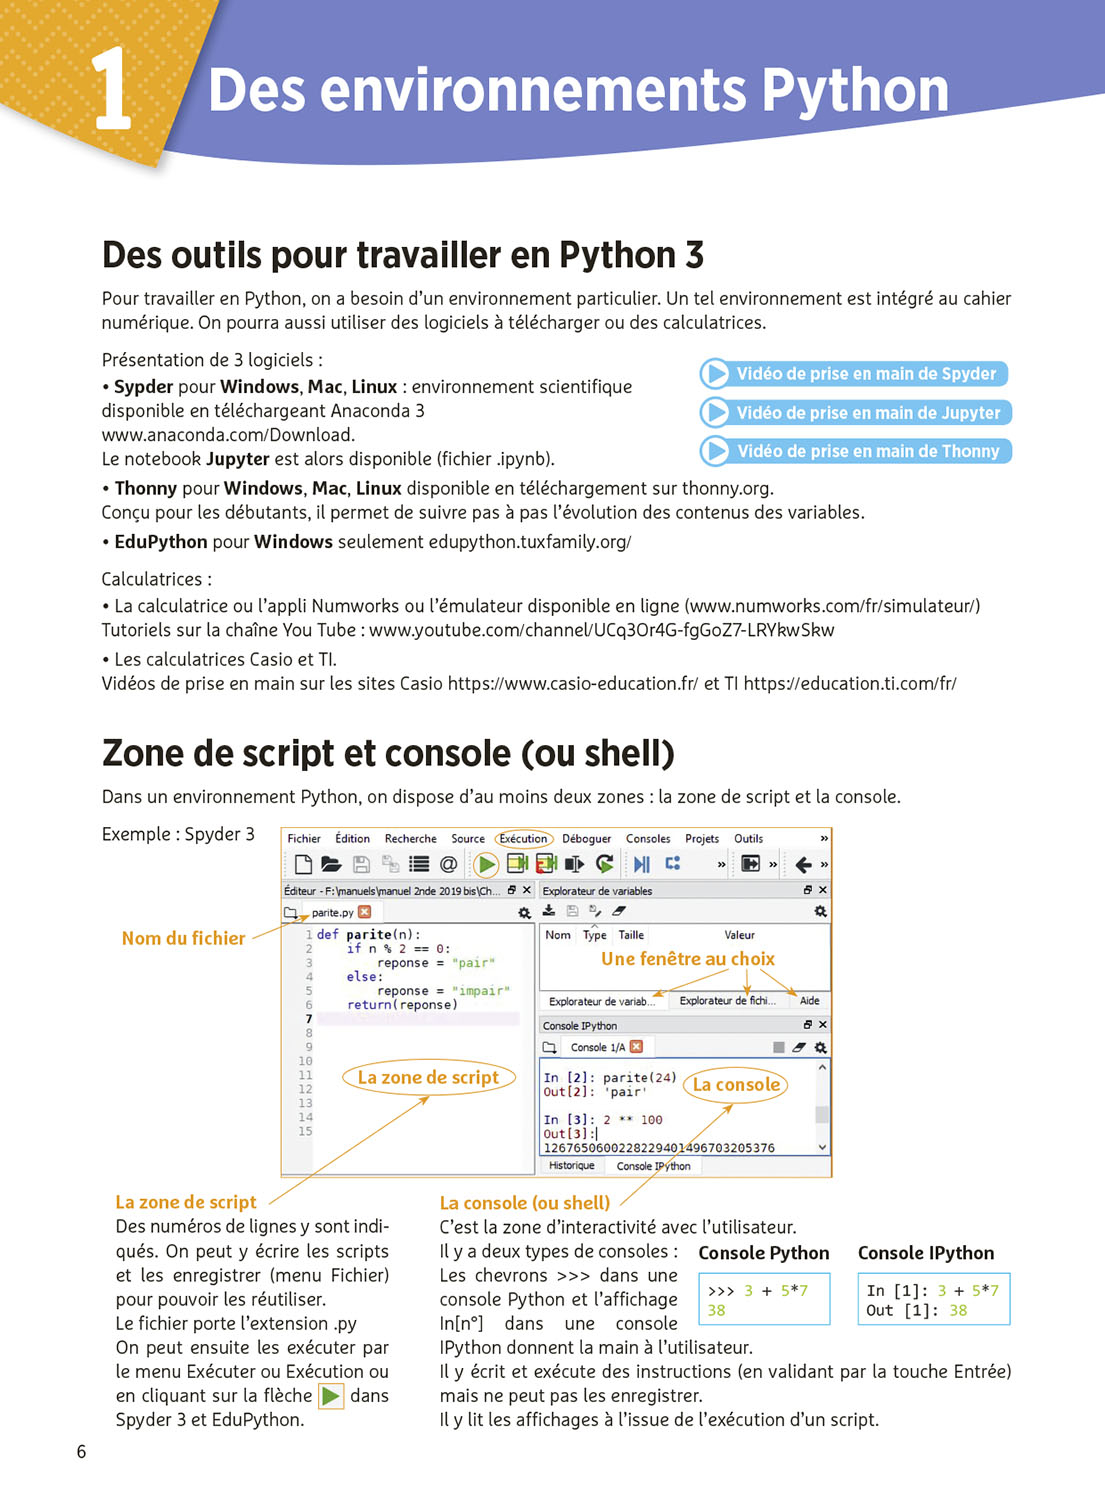 1
Des environnements Python
Des outils pour travailler en Python 3
Pour travailler en Python, on a besoin d'un environnement particulier. Un tel environnement est intégré au cahier
numérique. On pourra aussi utiliser des logiciels à télécharger ou des calculatrices.
Présentation de 3 logiciels :
• Sypder pour Windows, Mac, Linux : environnement scientifique
disponible en téléchargeant Anaconda 3
www.anaconda.com/Download.
Le notebook Jupyter est alors disponible (fichier .ipynb).
Vidéo de prise en main de Spyder
Vidéo de prise en main de Jupyter
Vidéo de prise en main de Thonny
• Thonny pour Windows, Mac, Linux disponible en téléchargement sur thonny.org.
Conçu pour les débutants, il permet de suivre pas à pas l'évolution des contenus des variables.
• EduPython pour Windows seulement edupython.tuxfamily.org/
Calculatrices :
• La calculatrice ou l'appli Numworks ou l'émulateur disponible en ligne (www.numworks.com/fr/simulateur/)
Tutoriels sur la chaîne You Tube : www.youtube.com/channel/UCq3Or4G-fgGoZ7-LRYkwSkw
• Les calculatrices Casio et TI.
Vidéos de prise en main sur les sites Casio https://www.casio-education.fr/ et TI https://education.ti.com/fr/
Zone de script et console (ou shell)
Dans un environnement Python, on dispose d'au moins deux zones : la zone de script et la console.
Exemple : Spyder 3
Fichier Édition Recherche Source Exécution Déboguer Consoles Projets Outils »
@ » » »
Éditeur - F:\manuels\manuel 2nde 2019 bis\Ch...
parite.py
Nom du fichier
1 def parite(n):
2 if n % 2 == 0:
3 reponse = "pair"
4 else:
5 reponse = "impair"
6 return(reponse)
7
8
9
10
11
12
13
14
15
La zone de script
Explorateur de variables
Nom Type Taille Valeur
Une fenêtre au choix
Explorateur de variab... Explorateur de fichi... Aide
Console IPython
Console 1/A
In [2]: parite(24)
Out[2]: 'pair'
La console
In [3]: 2 ** 100
Out[3]:
1267650600228229401496703205376
Historique Console IPython
La zone de script
Des numéros de lignes y sont indi-
qués. On peut y écrire les scripts
et les enregistrer (menu Fichier)
pour pouvoir les réutiliser.
Le fichier porte l'extension .py
On peut ensuite les exécuter par
le menu Exécuter ou Exécution ou
en cliquant sur la flèche dans
Spyder 3 et EduPython.
La console (ou shell)
C'est la zone d'interactivité avec l'utilisateur.
Il y a deux types de consoles :
Les chevrons >>> dans une
console Python et l'affichage
In[n°] dans une console
IPython donnent la main à l'utilisateur.
Console Python
>>> 3 + 5*7
38
Console IPython
In [1]: 3 + 5*7
Out [1]: 38
Il y écrit et exécute des instructions (en validant par la touche Entrée)
mais ne peut pas les enregistrer.
Il y lit les affichages à l'issue de l'exécution d'un script.
6